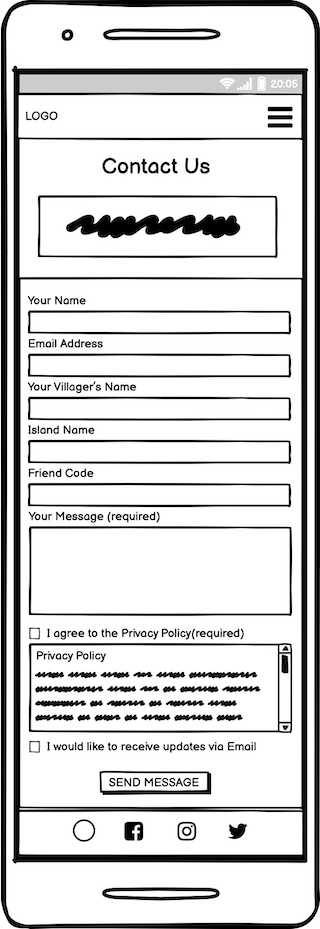 20:05
LOGO
Contact Us
Your Name
Email Address
Your Villager's Name
Island Name
Friend Code
Your Message (required)
I agree to the Privacy Policy(required)
Privacy Policy
I would like to receive updates via Email
SEND MESSAGE